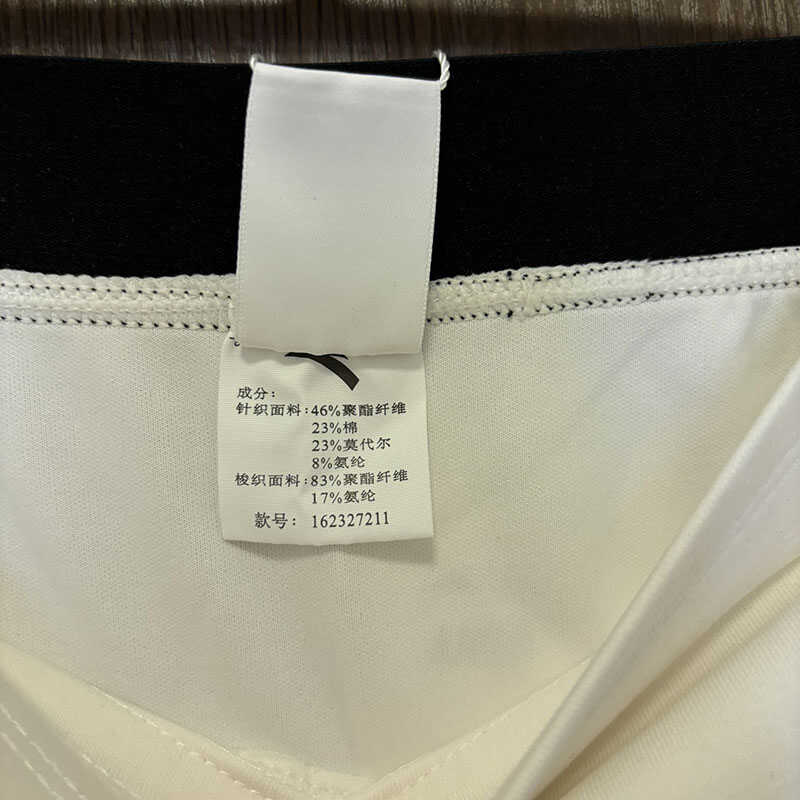 成分:
针织面料:46%聚酯纤维
23%棉
23%莫代尔
8%氨纶
梭织面料:83%聚酯纤维
17%氨纶
款号: 162327211